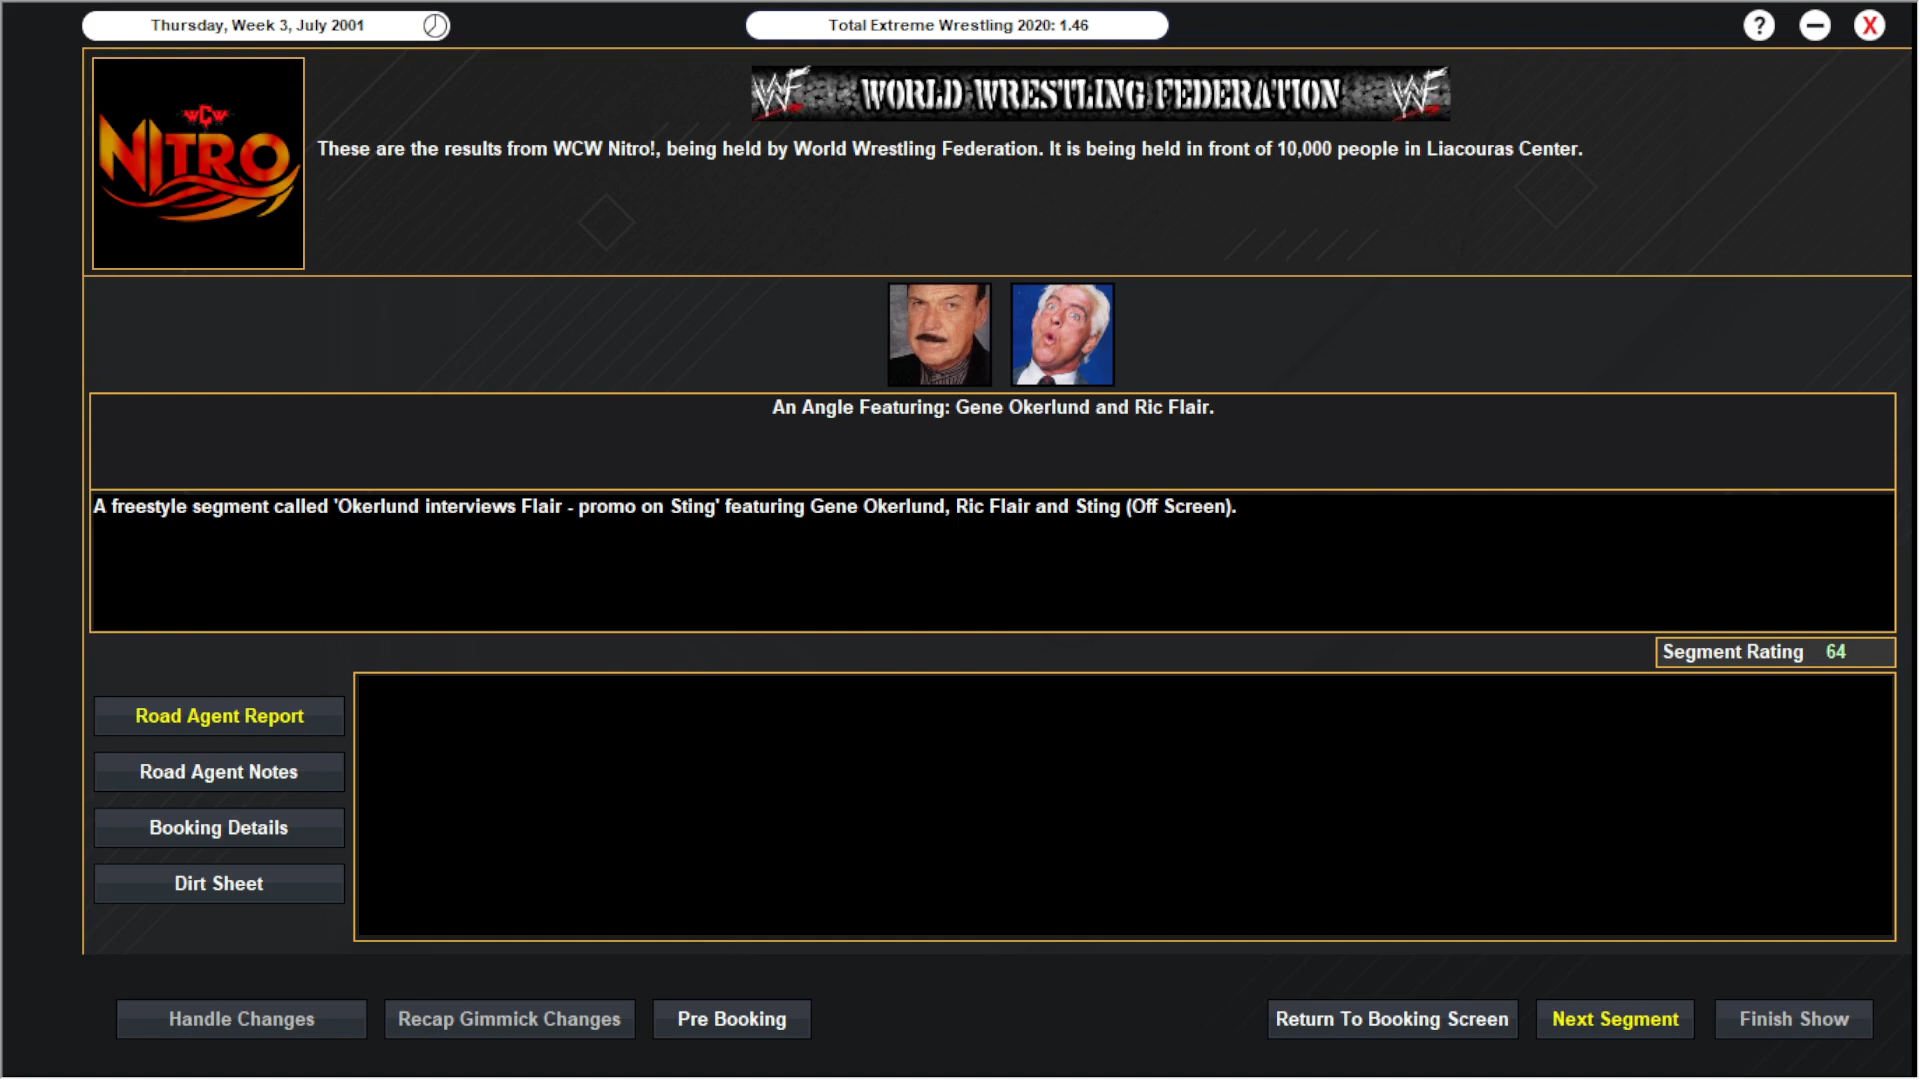 Thursday, Week 3, July 2001
Total Extreme Wrestling 2020: 1.46
?
X
WCW
NITRO
WF WORLD WRESTLING FEDERATION WF
These are the results from WCW Nitro!, being held by World Wrestling Federation. It is being held in front of 10,000 people in Liacouras Center.
An Angle Featuring: Gene Okerlund and Ric Flair.
A freestyle segment called 'Okerlund interviews Flair - promo on Sting' featuring Gene Okerlund, Ric Flair and Sting (Off Screen).
Segment Rating 64
Road Agent Report
Road Agent Notes
Booking Details
Dirt Sheet
Handle Changes
Recap Gimmick Changes
Pre Booking
Return To Booking Screen
Next Segment
Finish Show